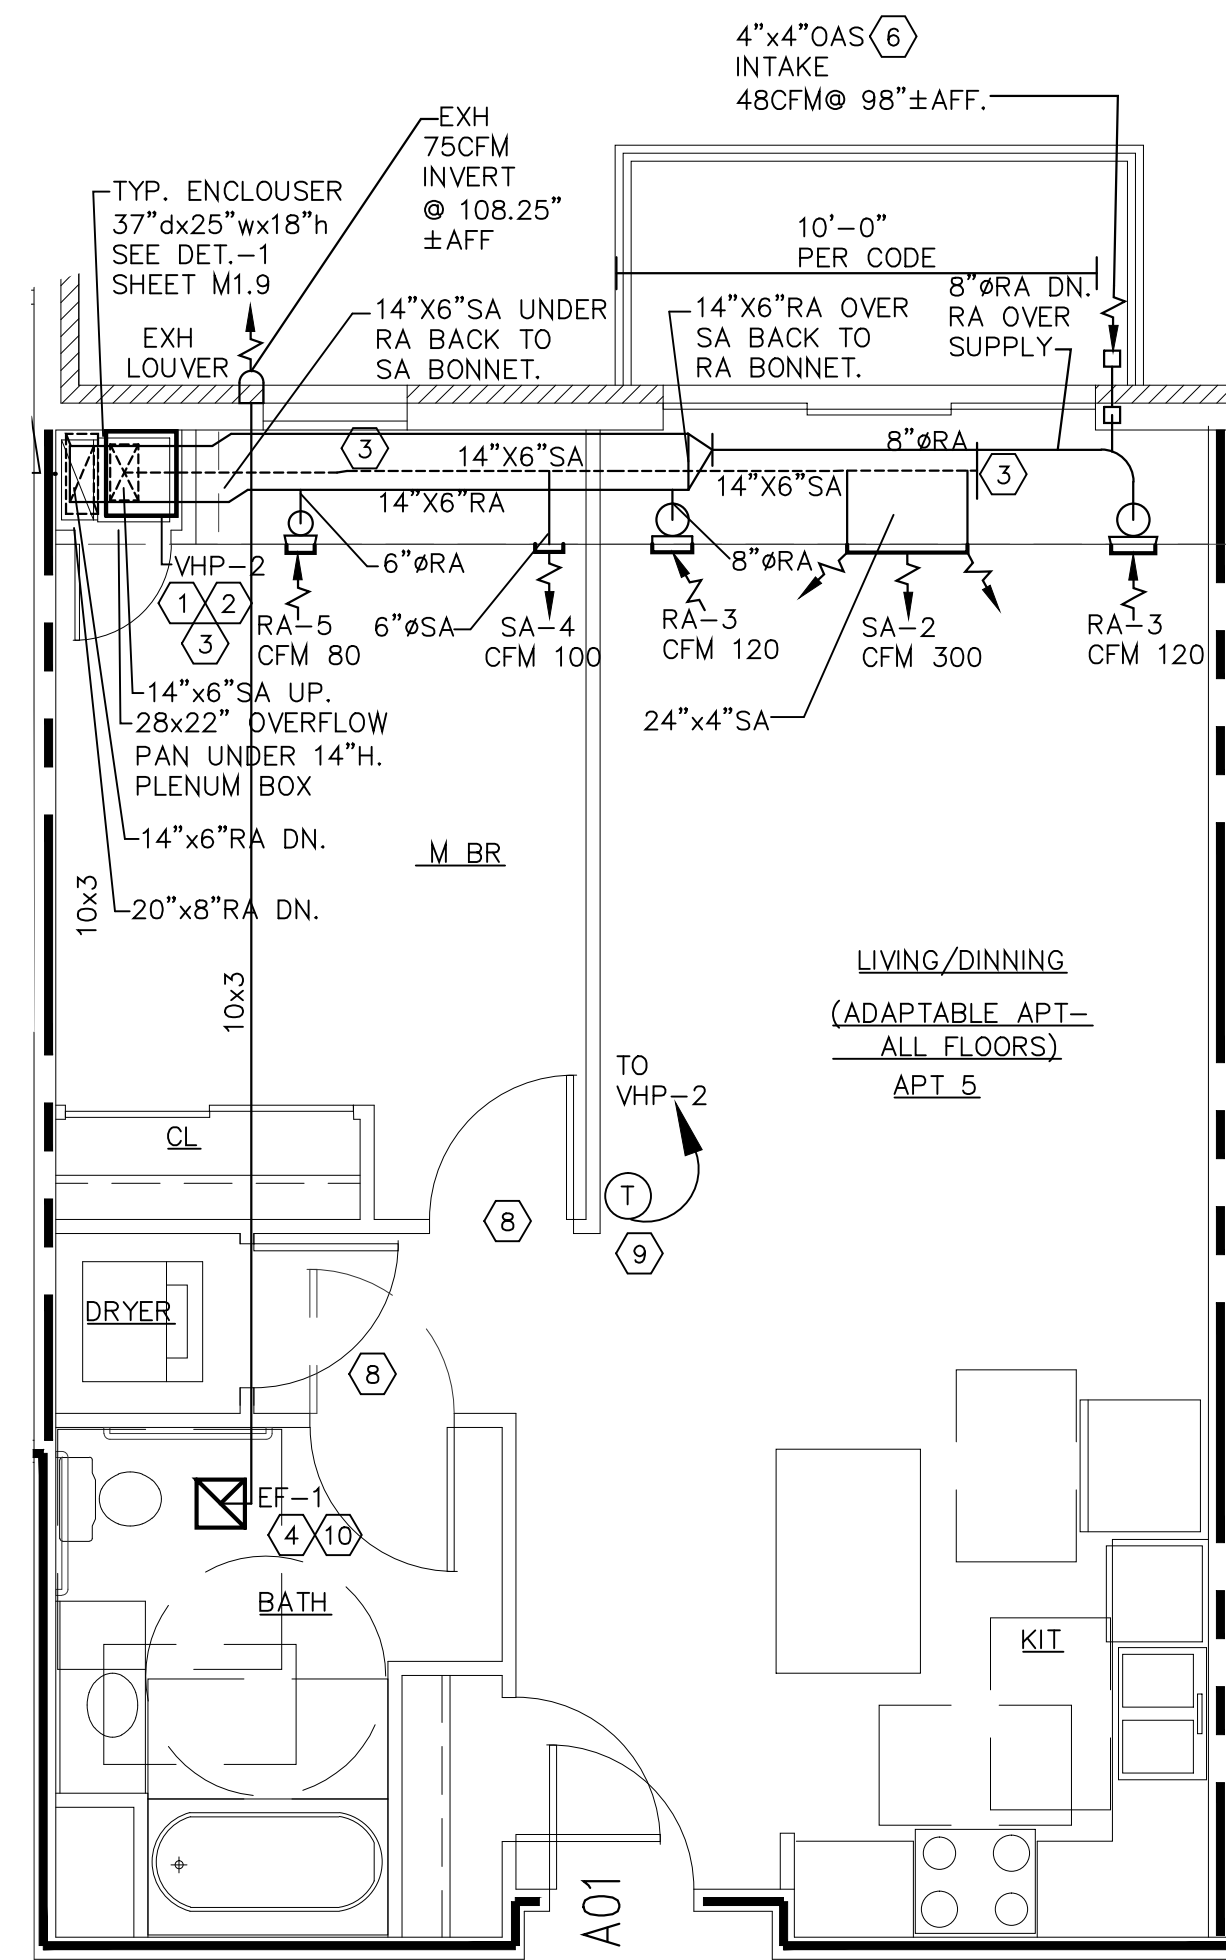 4"x4"OAS 6
INTAKE
48CFM@ 98"±AFF.
EXH
75CFM
INVERT
@ 108.25"
±AFF
TYP. ENCLOUSER
37"dx25"wx18"h
SEE DET.-1
SHEET M1.9
EXH
LOUVER
14"X6"SA UNDER
RA BACK TO
SA BONNET.
10'-0"
PER CODE
14"X6"RA OVER
SA BACK TO
RA BONNET.
8"øRA DN.
RA OVER
SUPPLY
3
14"X6"SA
14"X6"RA
8"øRA
14"X6"SA
3
VHP-2
1 2
3
6"øRA
8"øRA
RA-5
CFM 80
6"øSA
SA-4
CFM 100
RA-3
CFM 120
SA-2
CFM 300
RA-3
CFM 120
14"x6"SA UP.
28x22" OVERFLOW
PAN UNDER 14"H.
PLENUM BOX
24"x4"SA
14"x6"RA DN.
20"x8"RA DN.
10x3
10x3
M BR
LIVING/DINNING
(ADAPTABLE APT-
ALL FLOORS)
APT 5
TO
VHP-2
CL
T
8
9
DRYER
8
EF-1
4 10
BATH
KIT
A01